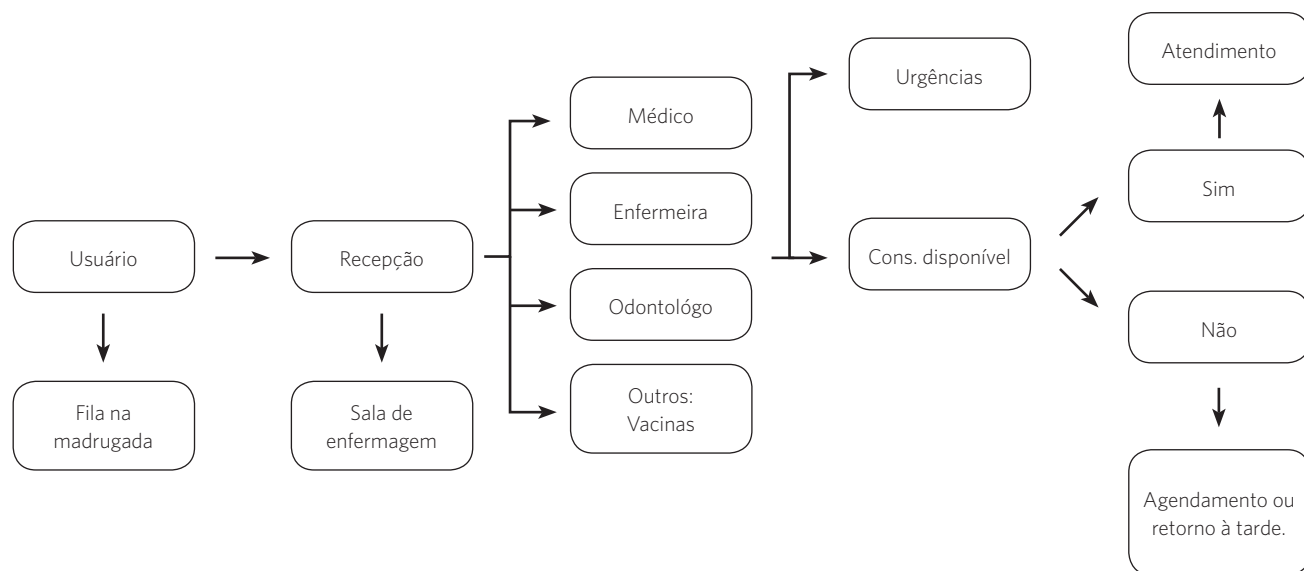 Usuário
Fila na
madrugada
Recepção
Sala de
enfermagem
Médico
Enfermeira
Odontológo
Outros:
Vacinas
Urgências
Cons. disponível
Atendimento
Sim
Não
Agendamento ou
retorno à tarde.